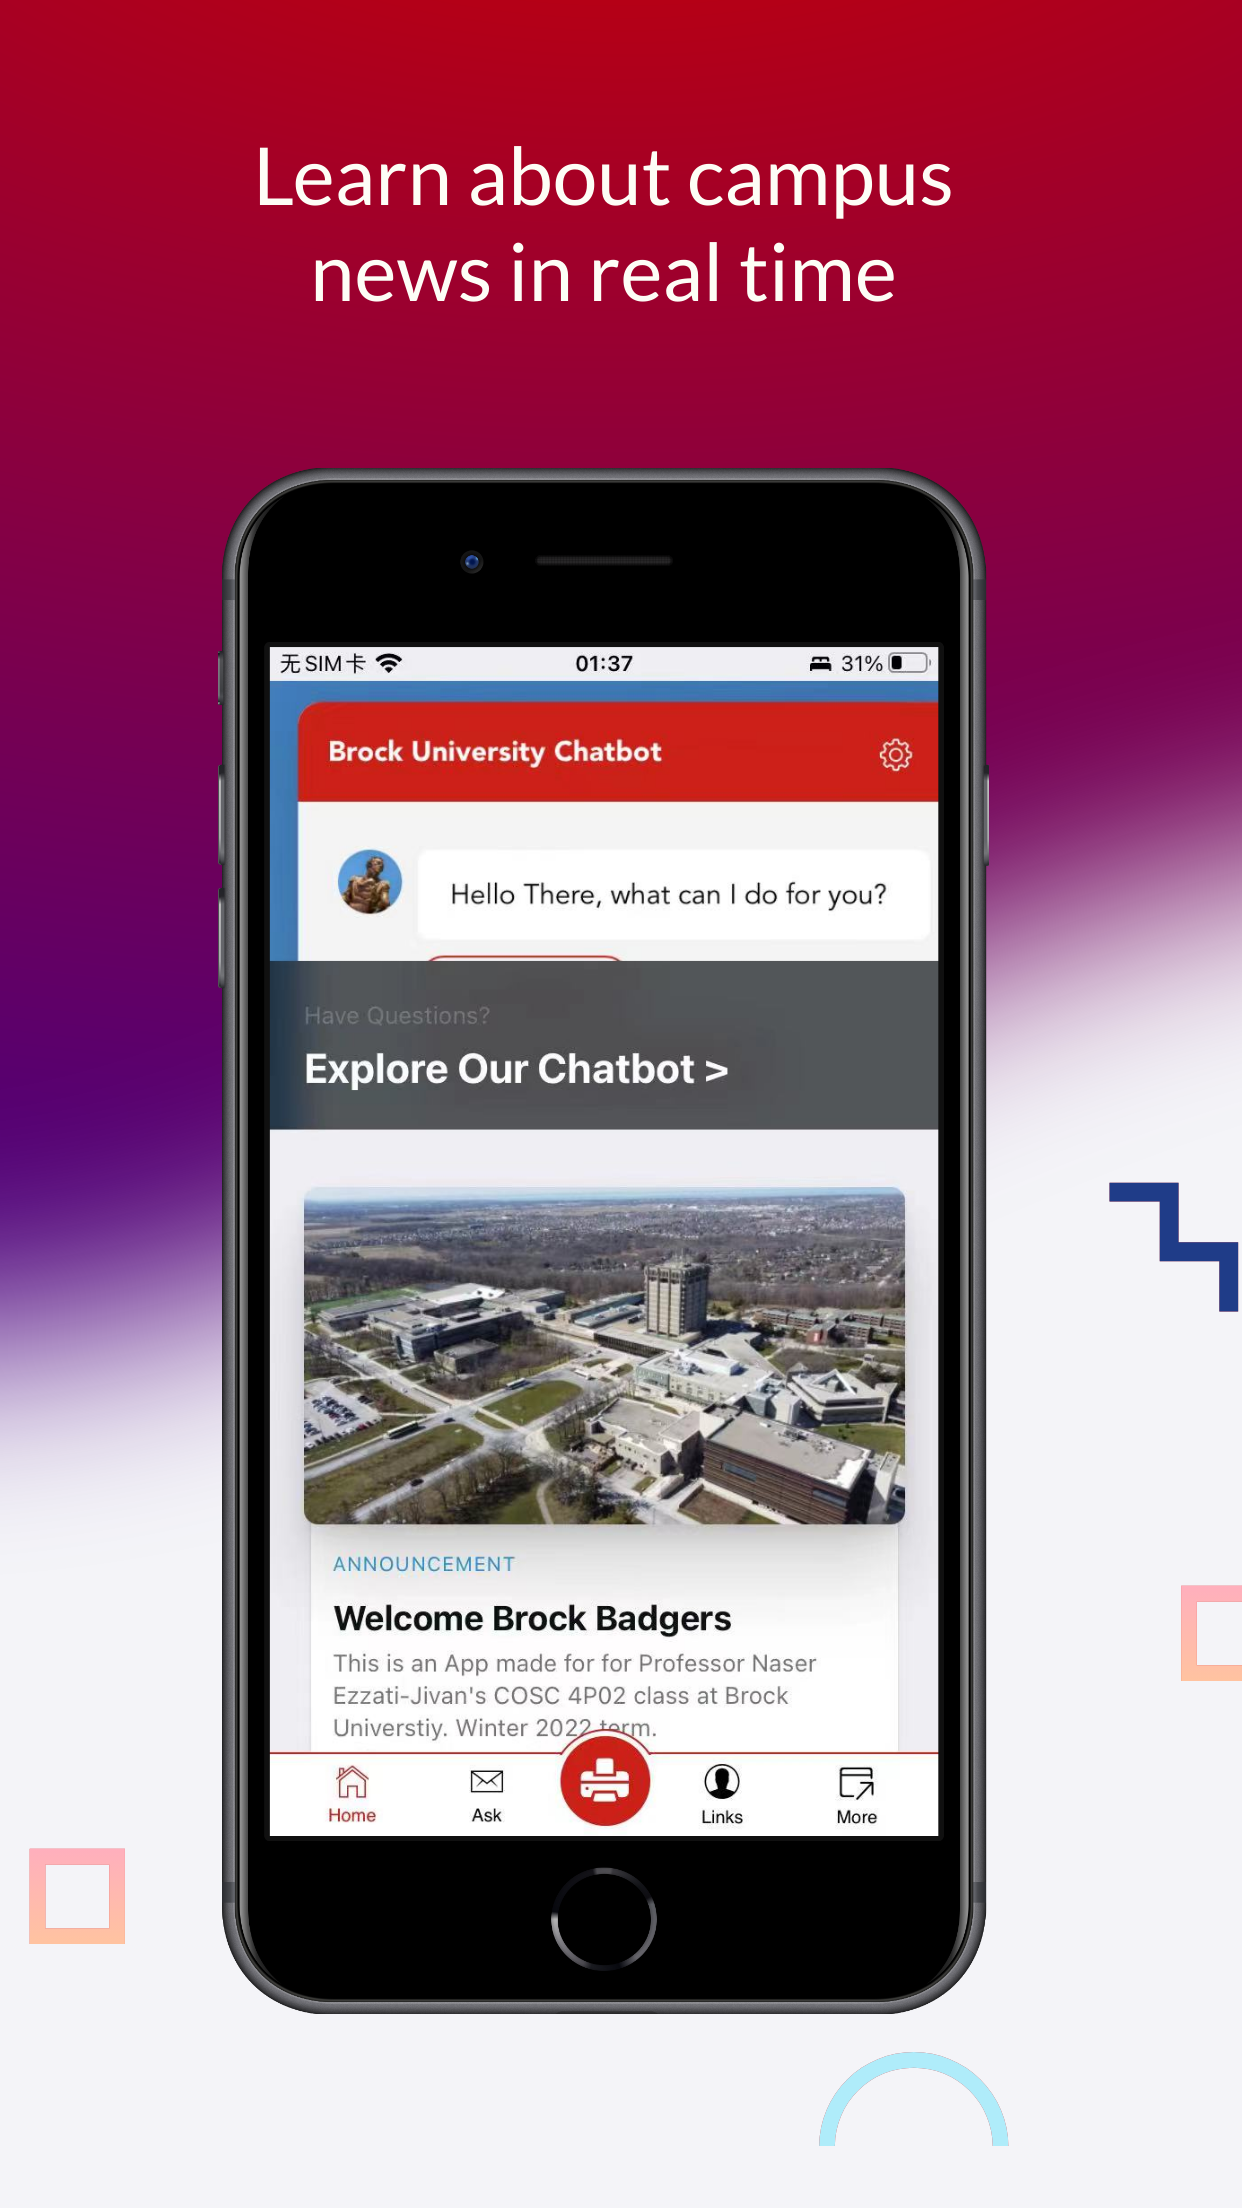 Learn about campus
news in real time
无SIM卡 01:37 31%
Brock University Chatbot
Hello There, what can I do for you?
Have Questions?
Explore Our Chatbot >
ANNOUNCEMENT
Welcome Brock Badgers
This is an App made for for Professor Naser
Ezzati-Jivan's COSC 4P02 class at Brock
Universtiy. Winter 2022 term.
Home Ask Links More